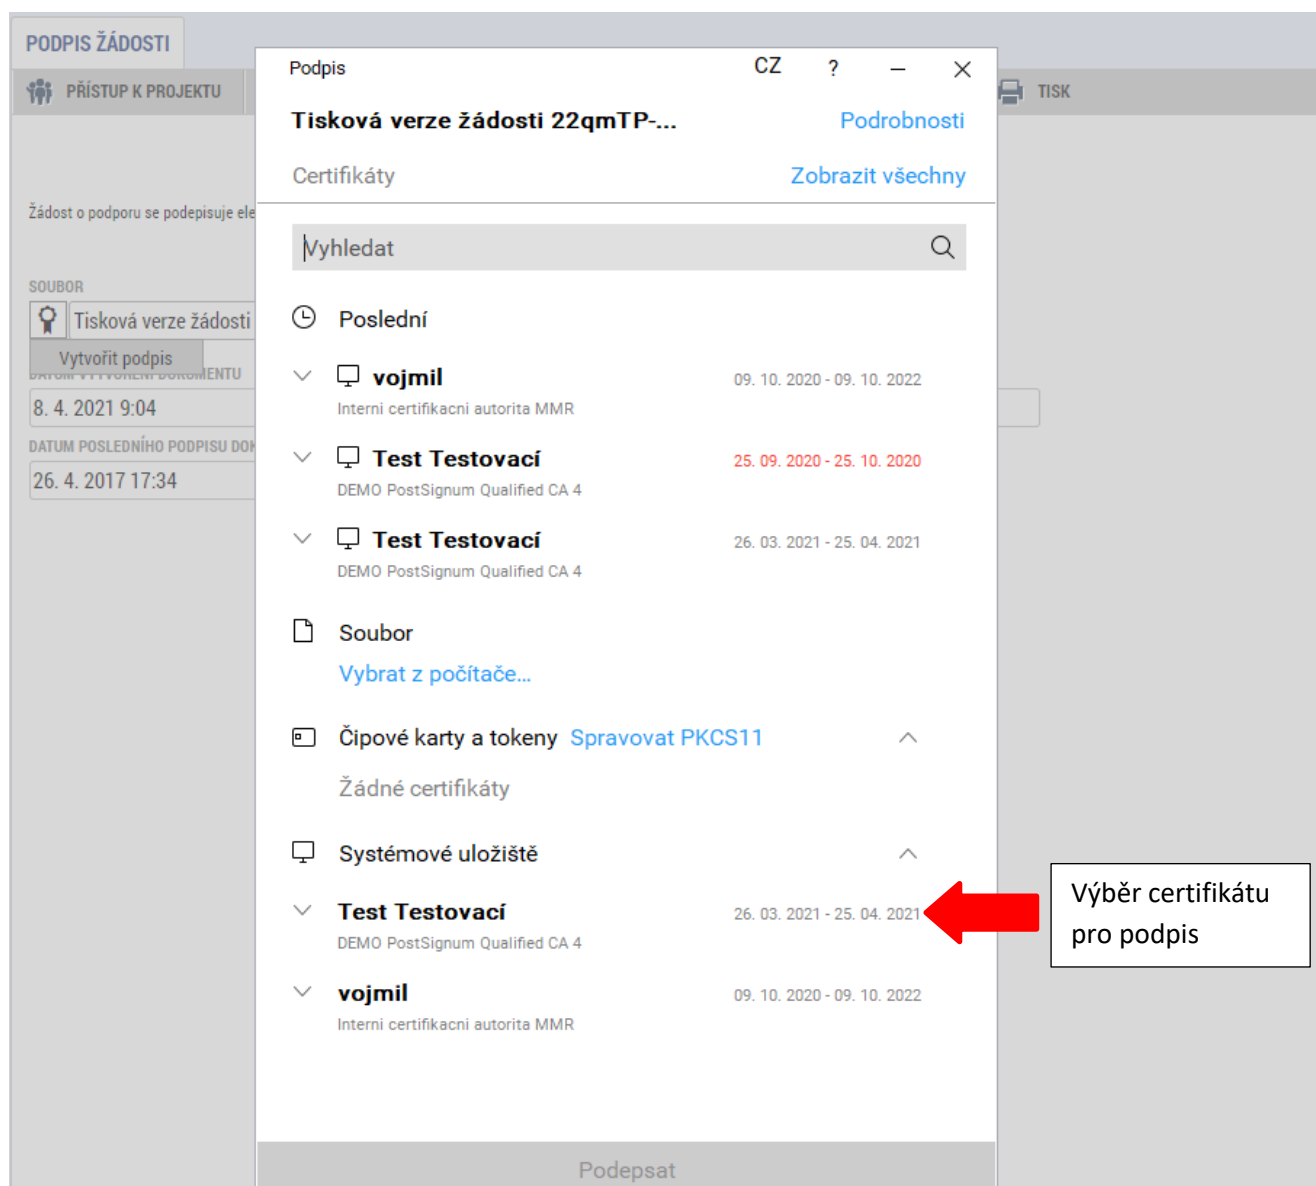 PODPIS ŽÁDOSTI
PŘÍSTUP K PROJEKTU
TISK
Žádost o podporu se podepisuje ele
SOUBOR
Tisková verze žádosti
Vytvořit podpis
DATUM VYTVOŘENÍ DOKUMENTU
8. 4. 2021 9:04
DATUM POSLEDNÍHO PODPISU DOK
26. 4. 2017 17:34
Podpis
CZ ? – ×
Tisková verze žádosti 22qmTP-... Podrobnosti
Certifikáty Zobrazit všechny
Vyhledat
Poslední
vojmil 09. 10. 2020 - 09. 10. 2022
Interni certifikacni autorita MMR
Test Testovací 25. 09. 2020 - 25. 10. 2020
DEMO PostSignum Qualified CA 4
Test Testovací 26. 03. 2021 - 25. 04. 2021
DEMO PostSignum Qualified CA 4
Soubor
Vybrat z počítače...
Čipové karty a tokeny Spravovat PKCS11
Žádné certifikáty
Systémové uložiště
Test Testovací 26. 03. 2021 - 25. 04. 2021
DEMO PostSignum Qualified CA 4
vojmil 09. 10. 2020 - 09. 10. 2022
Interni certifikacni autorita MMR
Podepsat
Výběr certifikátu
pro podpis